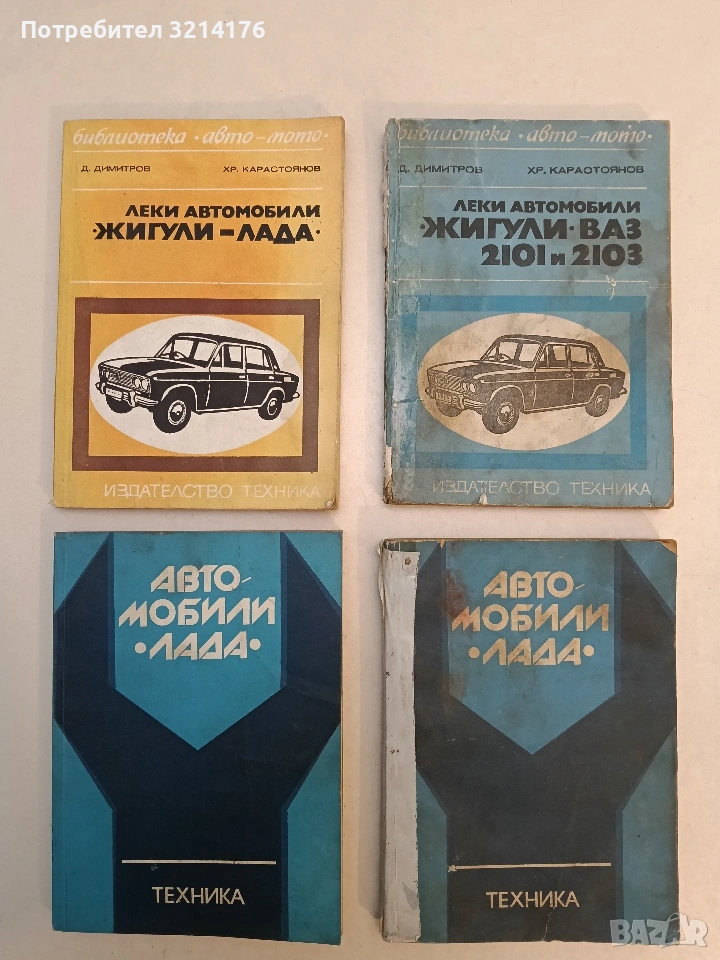 Потребител 3214176
библиотека · авто - мото ·
Д. ДИМИТРОВ ХР. КАРАСТОЯНОВ
ЛЕКИ АВТОМОБИЛИ
·ЖИГУЛИ-ЛАДА·
ИЗДАТЕЛСТВО ТЕХНИКА
библиотека · авто - мото ·
Д. ДИМИТРОВ ХР. КАРАСТОЯНОВ
ЛЕКИ АВТОМОБИЛИ
·ЖИГУЛИ·ВАЗ
2101 и 2103
ИЗДАТЕЛСТВО ТЕХНИКА
АВТО-
МОБИЛИ
·ЛАДА·
ТЕХНИКА
АВТО-
МОБИЛИ
·ЛАДА·
ТЕХНИКА
BAZAR